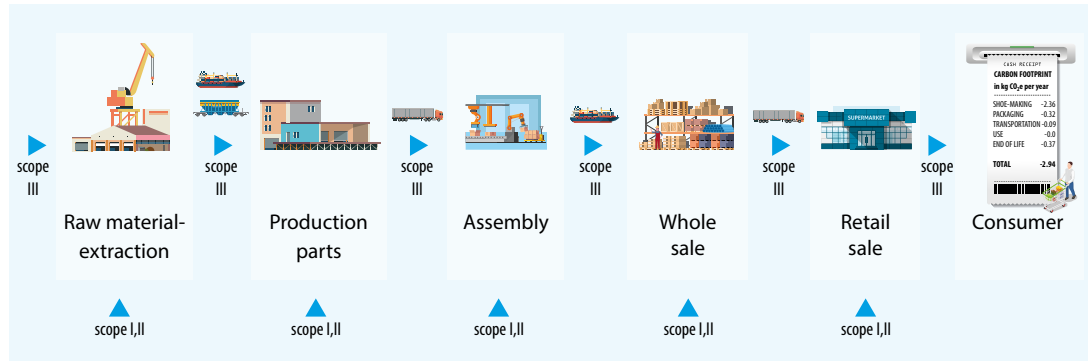 CASH RECEIPT
CARBON FOOTPRINT
in kg CO₂e per year
SHOE-MAKING -2.36
PACKAGING -0.32
TRANSPORTATION -0.09
USE -0.0
END OF LIFE -0.37
TOTAL -2.94
SUPERMARKET
scope
III
scope
III
scope
III
scope
III
scope
III
scope
III
Raw material-
extraction
Production
parts
Assembly
Whole
sale
Retail
sale
Consumer
scope I,II
scope I,II
scope I,II
scope I,II
scope I,II